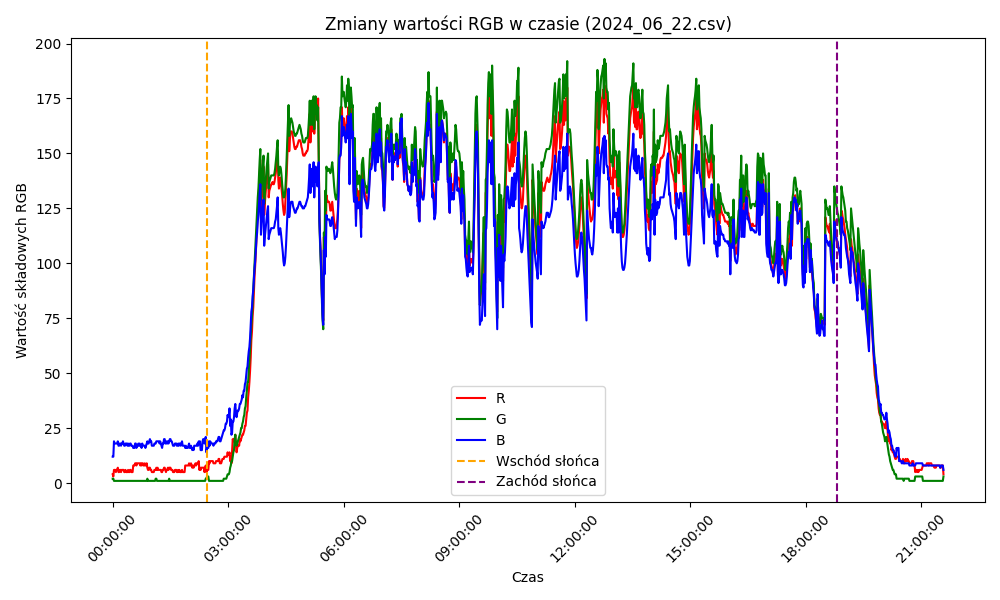 Zmiany wartości RGB w czasie (2024_06_22.csv)
Wartość składowych RGB
200
175
150
125
100
75
50
25
0
R
G
B
Wschód słońca
Zachód słońca
00:00:00
03:00:00
06:00:00
09:00:00
12:00:00
15:00:00
18:00:00
21:00:00
Czas